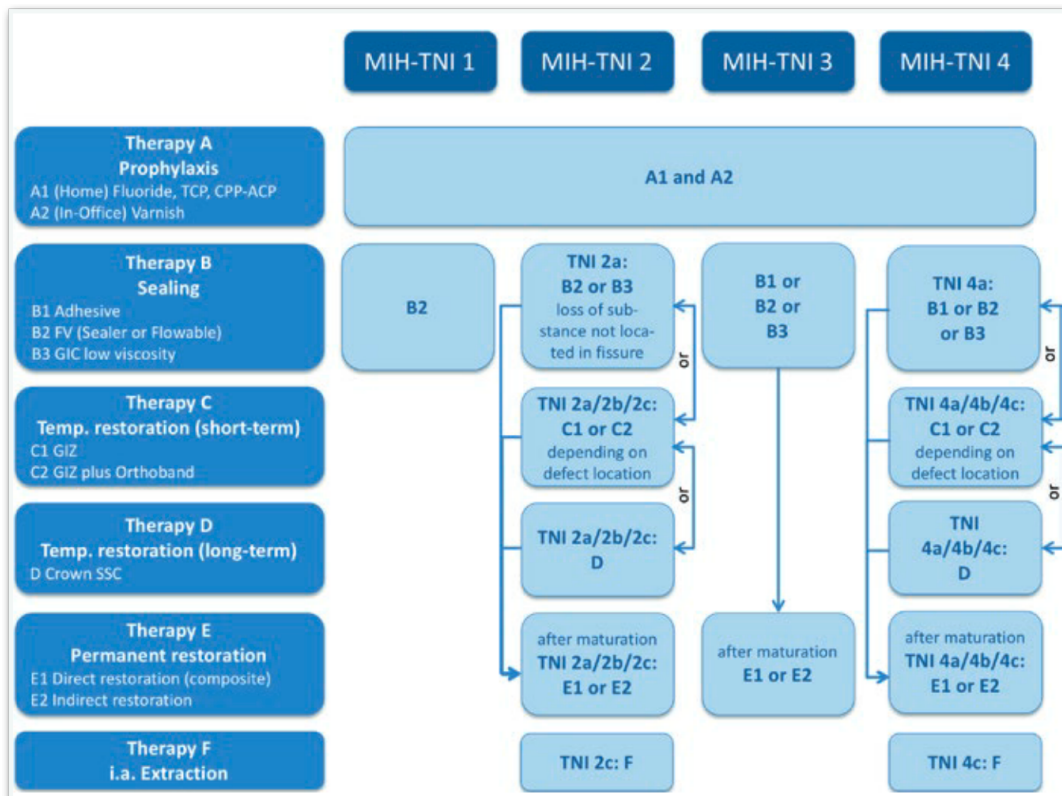 MIH-TNI 1
MIH-TNI 2
MIH-TNI 3
MIH-TNI 4
Therapy A
Prophylaxis
A1 (Home) Fluoride, TCP, CPP-ACP
A2 (In-Office) Varnish
A1 and A2
Therapy B
Sealing
B1 Adhesive
B2 FV (Sealer or Flowable)
B3 GIC low viscosity
B2
TNI 2a:
B2 or B3
loss of sub-
stance not loca-
ted in fissure
B1 or
B2 or
B3
TNI 4a:
B1 or B2
or B3
or
or
Therapy C
Temp. restoration (short-term)
C1 GIZ
C2 GIZ plus Orthoband
TNI 2a/2b/2c:
C1 or C2
depending on
defect location
TNI 4a/4b/4c:
C1 or C2
depending on
defect location
or
or
Therapy D
Temp. restoration (long-term)
D Crown SSC
TNI 2a/2b/2c:
D
TNI
4a/4b/4c:
D
Therapy E
Permanent restoration
E1 Direct restoration (composite)
E2 Indirect restoration
after maturation
TNI 2a/2b/2c:
E1 or E2
after maturation
E1 or E2
after maturation
TNI 4a/4b/4c:
E1 or E2
Therapy F
i.a. Extraction
TNI 2c: F
TNI 4c: F